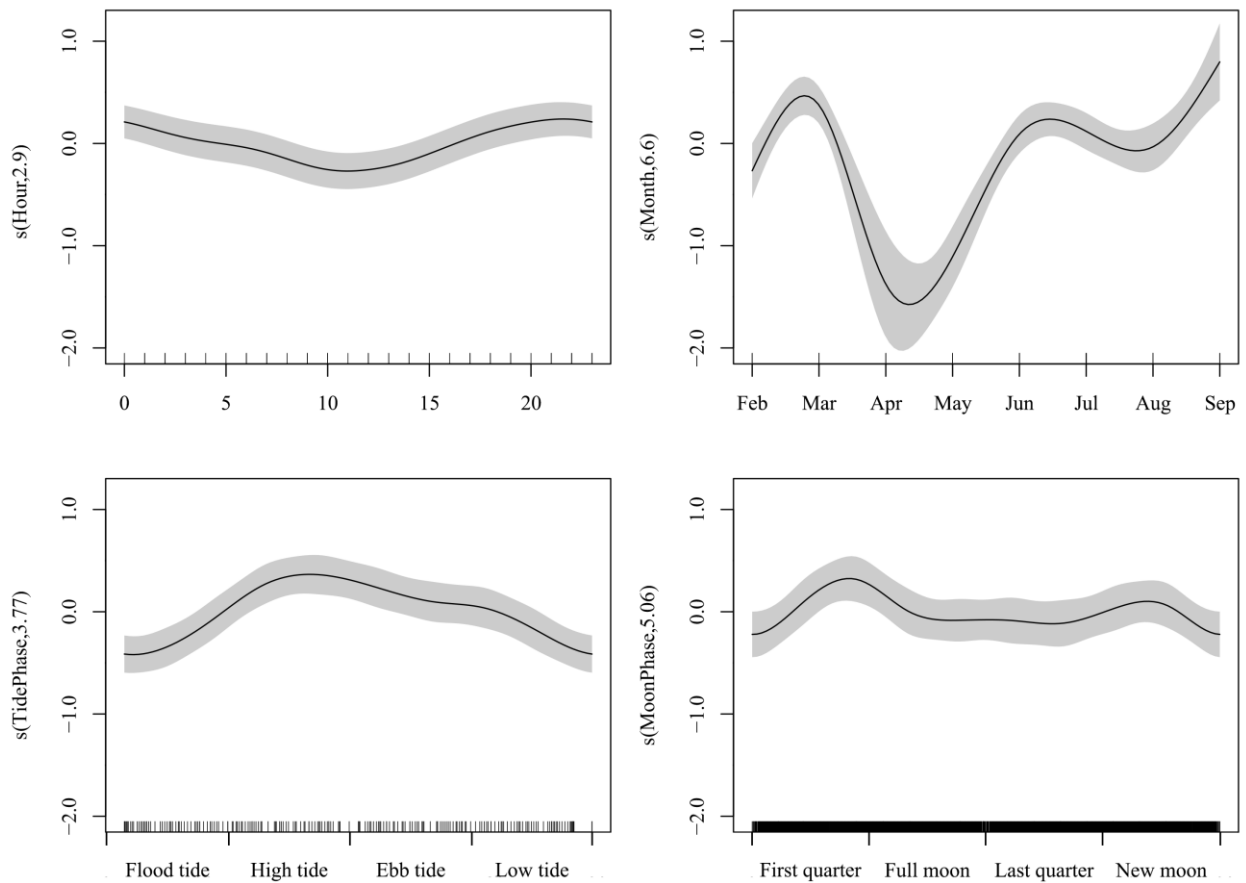 s(Hour,2.9)
1.0
0.0
−1.0
−2.0
0 5 10 15 20
s(Month,6.6)
1.0
0.0
−1.0
−2.0
Feb Mar Apr May Jun Jul Aug Sep
s(TidePhase,3.77)
1.0
0.0
−1.0
−2.0
Flood tide High tide Ebb tide Low tide
s(MoonPhase,5.06)
1.0
0.0
−1.0
−2.0
First quarter Full moon Last quarter New moon